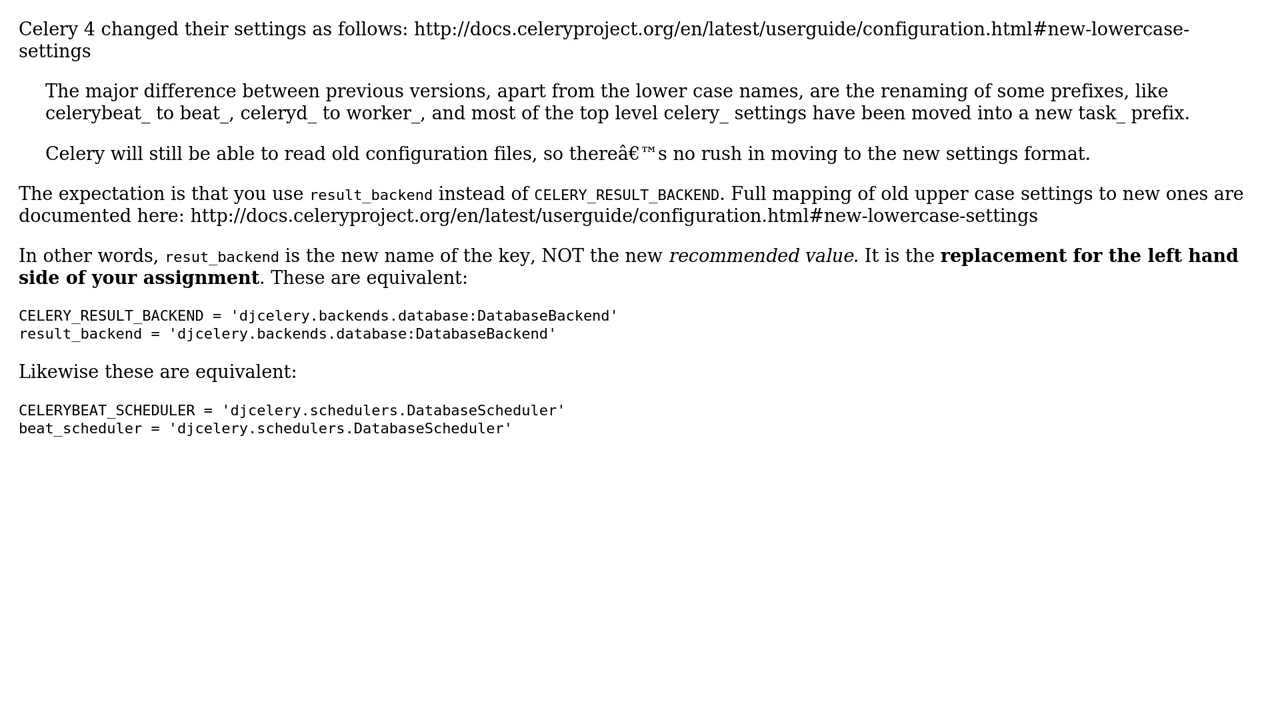 Celery 4 changed their settings as follows: http://docs.celeryproject.org/en/latest/userguide/configuration.html#new-lowercase-
settings
The major difference between previous versions, apart from the lower case names, are the renaming of some prefixes, like
celerybeat_ to beat_, celeryd_ to worker_, and most of the top level celery_ settings have been moved into a new task_ prefix.
Celery will still be able to read old configuration files, so thereâ€™s no rush in moving to the new settings format.
The expectation is that you use result_backend instead of CELERY_RESULT_BACKEND. Full mapping of old upper case settings to new ones are
documented here: http://docs.celeryproject.org/en/latest/userguide/configuration.html#new-lowercase-settings
In other words, resut_backend is the new name of the key, NOT the new recommended value. It is the replacement for the left hand
side of your assignment. These are equivalent:
CELERY_RESULT_BACKEND = 'djcelery.backends.database:DatabaseBackend'
result_backend = 'djcelery.backends.database:DatabaseBackend'
Likewise these are equivalent:
CELERYBEAT_SCHEDULER = 'djcelery.schedulers.DatabaseScheduler'
beat_scheduler = 'djcelery.schedulers.DatabaseScheduler'